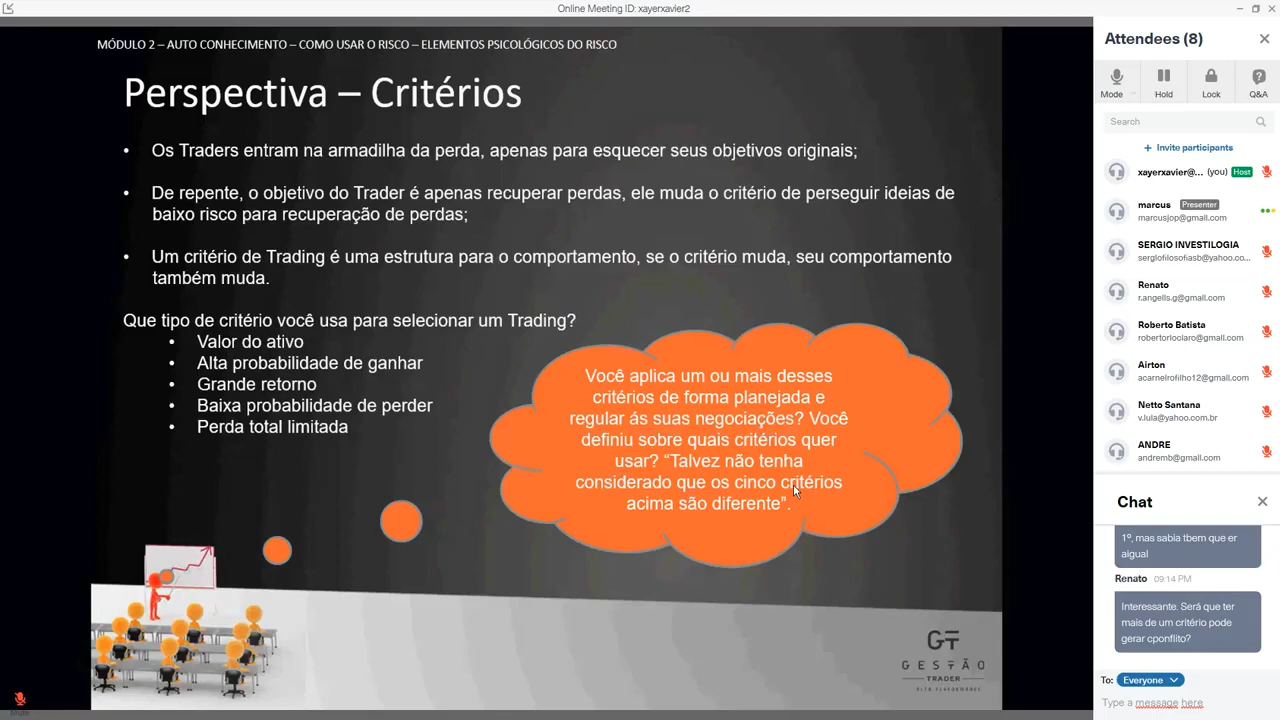 Online Meeting ID: xayerxavier2
MÓDULO 2 – AUTO CONHECIMENTO – COMO USAR O RISCO – ELEMENTOS PSICOLÓGICOS DO RISCO
Perspectiva – Critérios
• Os Traders entram na armadilha da perda, apenas para esquecer seus objetivos originais;
• De repente, o objetivo do Trader é apenas recuperar perdas, ele muda o critério de perseguir ideias de
baixo risco para recuperação de perdas;
• Um critério de Trading é uma estrutura para o comportamento, se o critério muda, seu comportamento
também muda.
Que tipo de critério você usa para selecionar um Trading?
• Valor do ativo
• Alta probabilidade de ganhar
• Grande retorno
• Baixa probabilidade de perder
• Perda total limitada
Você aplica um ou mais desses
critérios de forma planejada e
regular ás suas negociações? Você
definiu sobre quais critérios quer
usar? “Talvez não tenha
considerado que os cinco critérios
acima são diferente”.
GT
GESTÃO
TRADER
ALTA PLASDOMADES
Mute
Attendees (8)
Mode
Hold
Lock
Q&A
Search
+ Invite participants
xayerxavier@... (you) Host
marcus Presenter
marcusjop@gmail.com
SERGIO INVESTILOGIA
sergiofilosofiasb@yahoo.co...
Renato
r.angells.g@gmail.com
Roberto Batista
robertorioclaro@gmail.com
Airton
acarneirofilho12@gmail.com
Netto Santana
v.lula@yahoo.com.br
ANDRE
andremb@gmail.com
Chat
1º, mas sabia tbem que er
aigual
Renato 09:14 PM
Interessante. Será que ter
mais de um critério pode
gerar cponflito?
To: Everyone
Type a message here